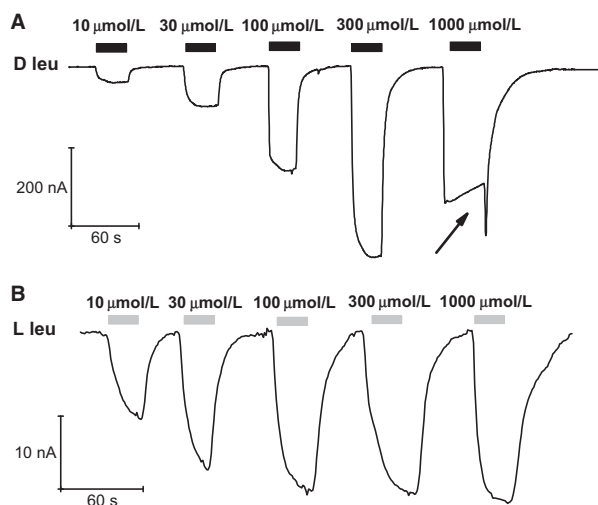 A
10 μmol/L 30 μmol/L 100 μmol/L 300 μmol/L 1000 μmol/L
D leu
200 nA
60 s
B
10 μmol/L 30 μmol/L 100 μmol/L 300 μmol/L 1000 μmol/L
L leu
10 nA
60 s